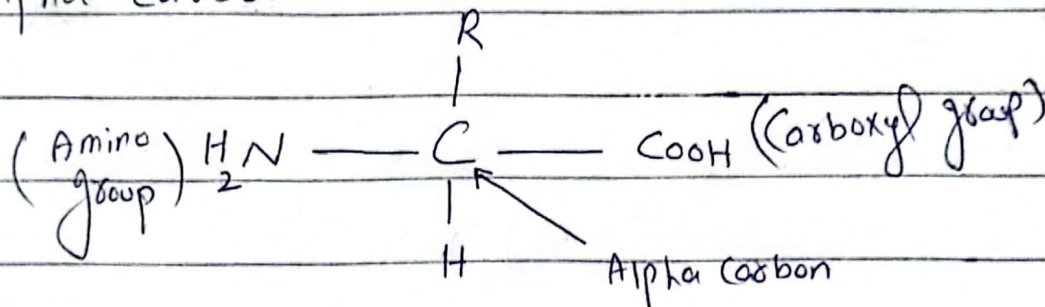 R
(Amino group) H2N — C — COOH (Carboxyl group)
H
Alpha carbon